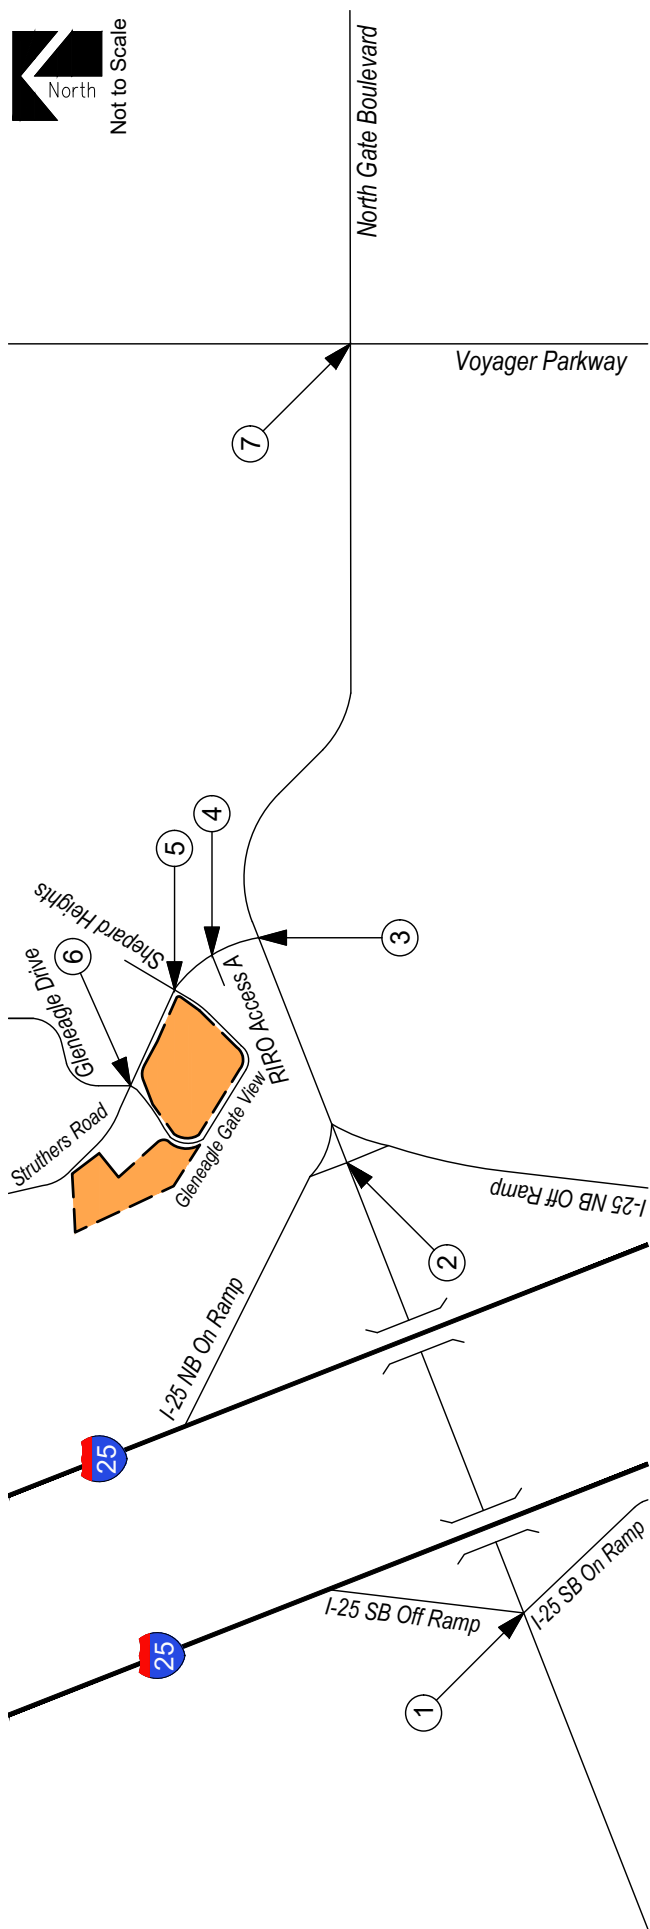 North
Not to Scale
North Gate Boulevard
Voyager Parkway
7
4
5
Shepard Heights
6
Gleneagle Drive
3
RIRO Access A
Struthers Road
Gleneagle Gate View
I-25 NB Off Ramp
2
I-25 NB On Ramp
25
I-25 SB Off Ramp
I-25 SB On Ramp
25
1